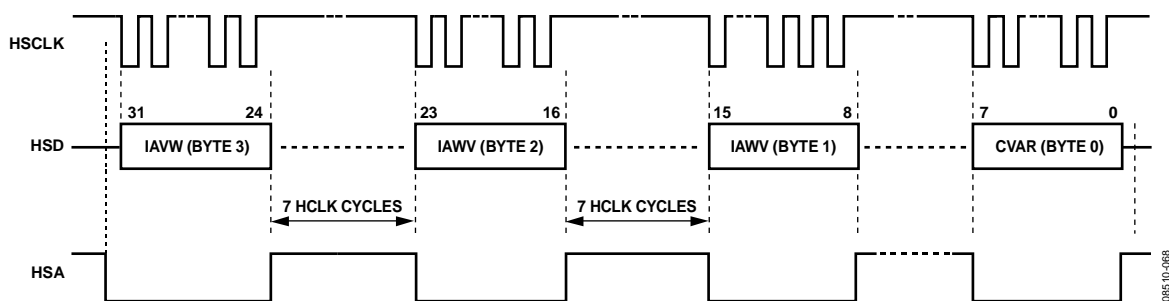 HSCLK
31 24 23 16 15 8 7 0
HSD
IAVW (BYTE 3) IAWV (BYTE 2) IAWV (BYTE 1) CVAR (BYTE 0)
7 HCLK CYCLES 7 HCLK CYCLES
HSA
08510-068